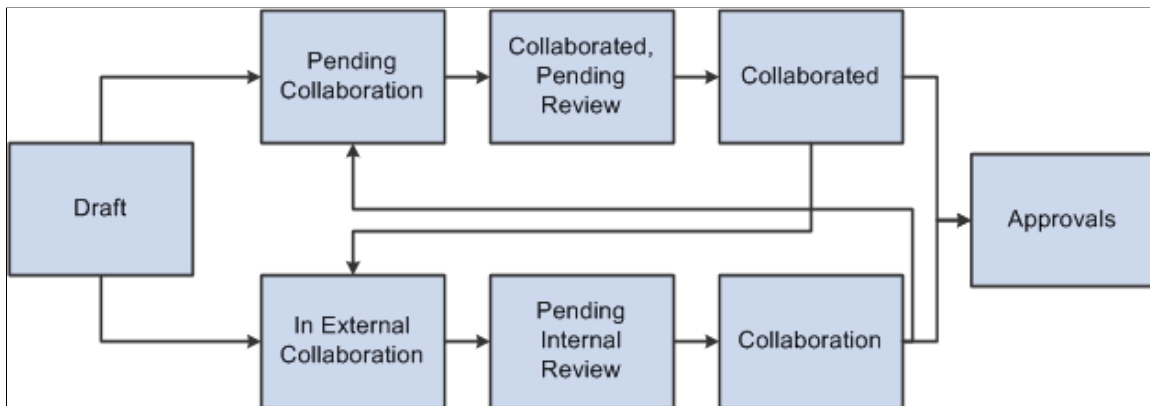 Pending
Collaboration
Collaborated,
Pending
Review
Collaborated
Draft
Approvals
In External
Collaboration
Pending
Internal
Review
Collaboration